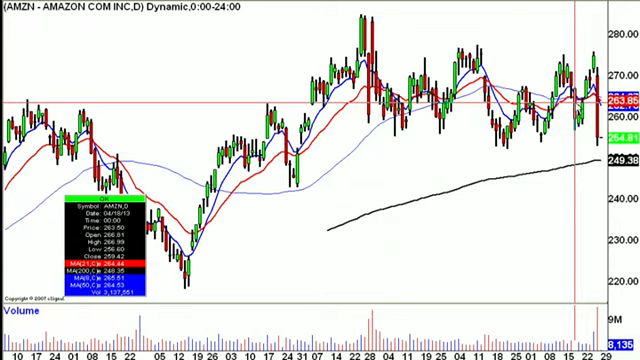 (AMZN - AMAZON COM INC,D) Dynamic,0:00-24:00
280.00
270.00
263.86
260.00
254.81
249.38
240.00
230.00
220.00
OK
Symbol: AMZN,D
Date: 04/18/13
Time: 00:00
Price: 263.50
Open 266.81
High 266.99
Low 256.60
Close 259.42
MA(21,C)= 264.44
MA(200,C)= 248.35
MA(8,C)= 265.51
MA(50,C)= 264.53
Vol 3,137,551
Copyright © 2007 eSignal.
Volume
9M
8,135
15 24 01 08 15 22 05 12 19 26 03 10 17 24 31 07 14 22 28 04 11 19 25 04 11 18 25 01 08 15 22 29